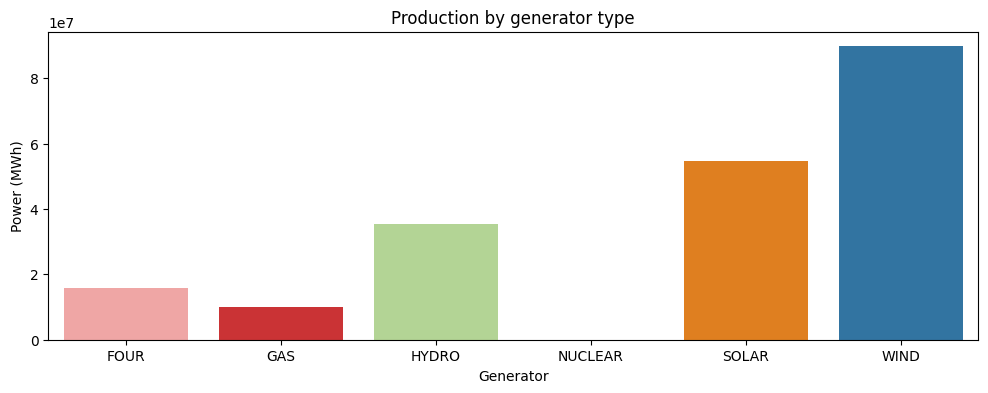 Production by generator type
1e7
Power (MWh)
8
6
4
2
0
FOUR GAS HYDRO NUCLEAR SOLAR WIND
Generator